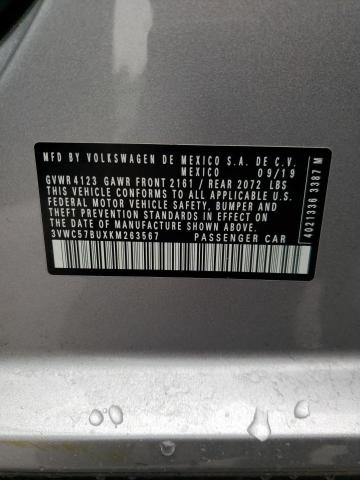 MFD BY VOLKSWAGEN DE MEXICO S.A. DE C.V.
MEXICO 09/19
GVWR 4123 GAWR FRONT 2161 / REAR 2072 LBS
THIS VEHICLE CONFORMS TO ALL APPLICABLE U.S.
FEDERAL MOTOR VEHICLE SAFETY, BUMPER AND
THEFT PREVENTION STANDARDS IN EFFECT ON THE
DATE OF MANUFACTURE SHOWN ABOVE.
3VWC57BUXKM263567 PASSENGER CAR
4021336 3387 M